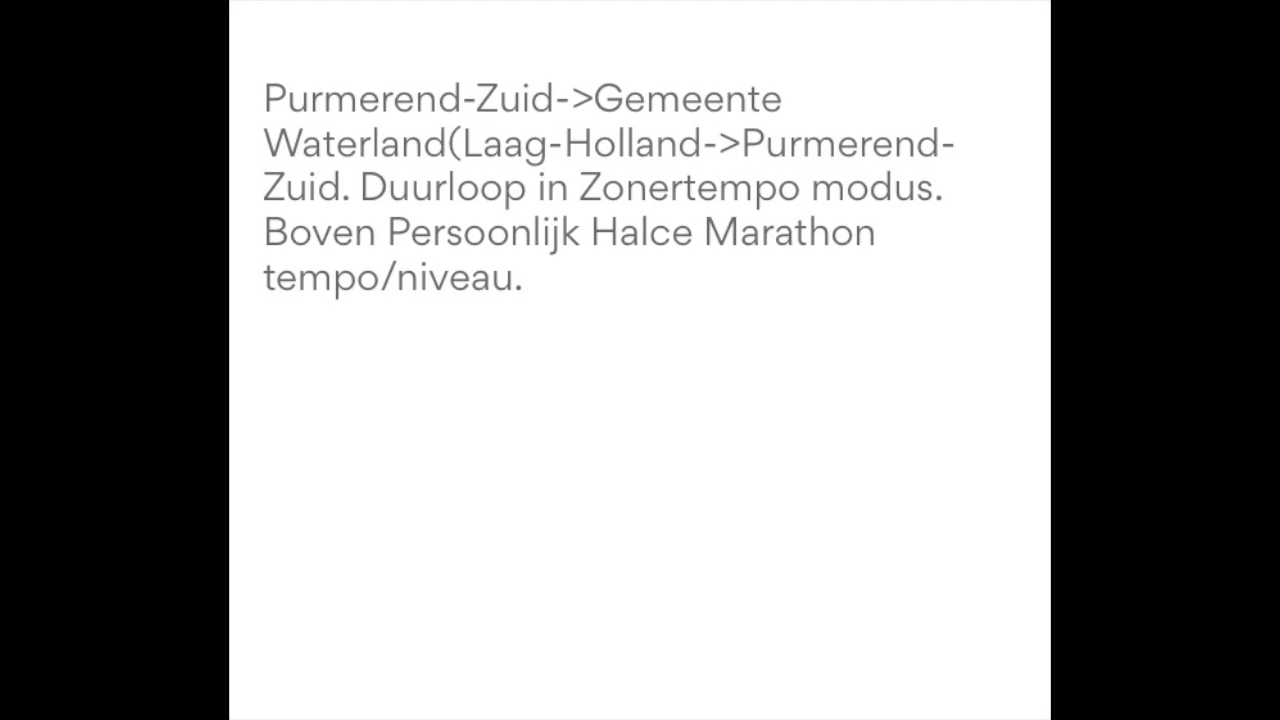 Purmerend-Zuid->Gemeente
Waterland(Laag-Holland->Purmerend-
Zuid. Duurloop in Zonertempo modus.
Boven Persoonlijk Halce Marathon
tempo/niveau.